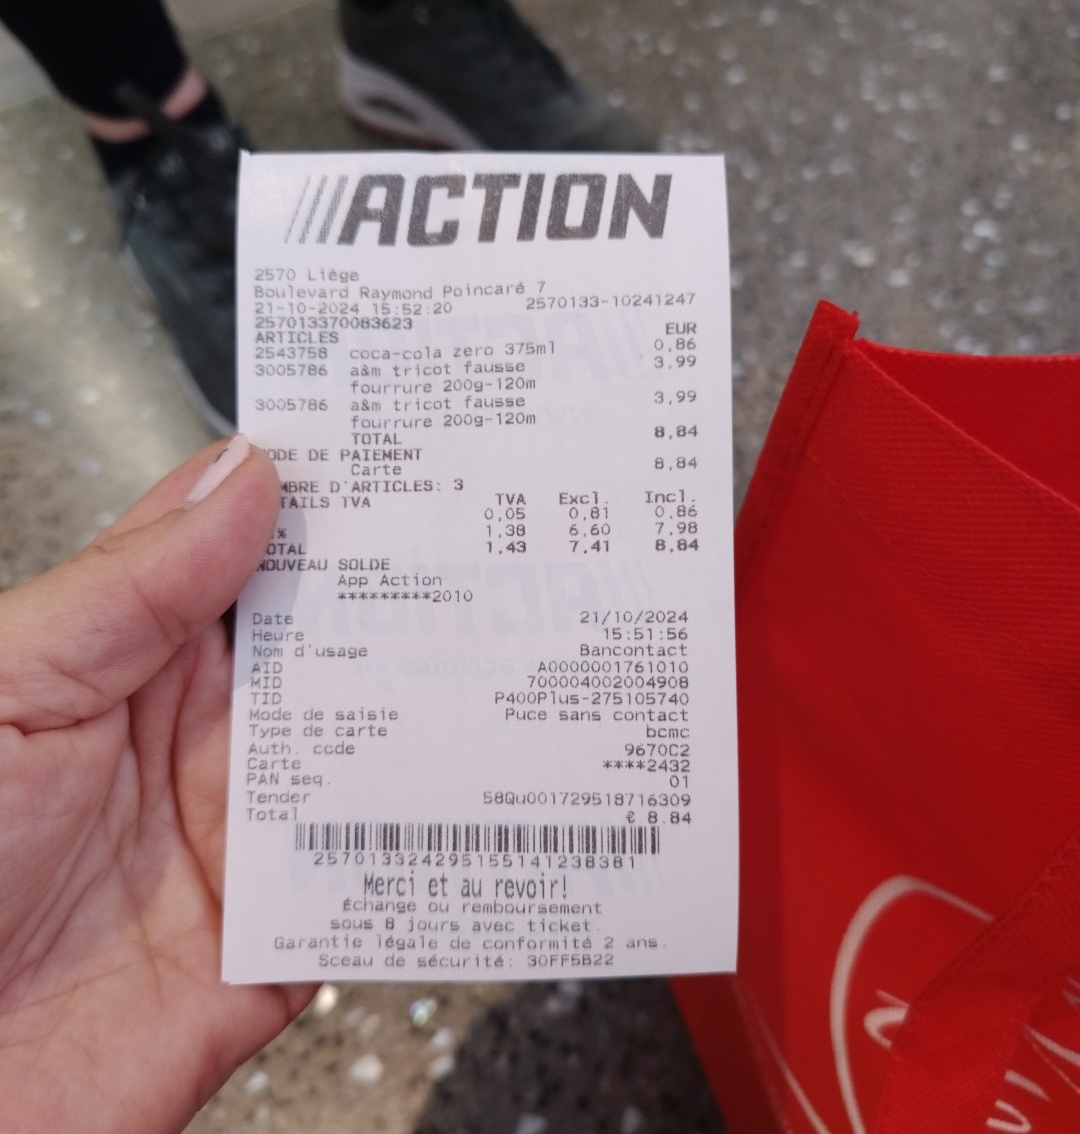 ACTION
2570 Liège
Boulevard Raymond Poincaré 7
21-10-2024 15:52:20 2570133-10241247
257013370083623
ARTICLES EUR
2543758 coca-cola zero 375ml 0,86
3005786 a&m tricot fausse 3,99
fourrure 200g-120m
3005786 a&m tricot fausse 3,99
fourrure 200g-120m
TOTAL 8,84
ODE DE PAIEMENT
Carte 8,84
MBRE D'ARTICLES: 3
TAILS TVA TVA Excl. Incl.
0,05 0,81 0,86
% 1,38 6,60 7,98
OTAL 1,43 7,41 8,84
NOUVEAU SOLDE
App Action
*********2010
Date 21/10/2024
Heure 15:51:56
Nom d'usage Bancontact
AID A0000001761010
MID 700004002004908
TID P400Plus-275105740
Mode de saisie Puce sans contact
Type de carte bcmc
Auth. code 9670C2
Carte ****2432
PAN seq. 01
Tender 58Qu001729518716309
Total € 8.84
257013324295155141238381
Merci et au revoir!
Échange ou remboursement
sous 8 jours avec ticket.
Garantie légale de conformité 2 ans.
Sceau de sécurité: 30FF5B22